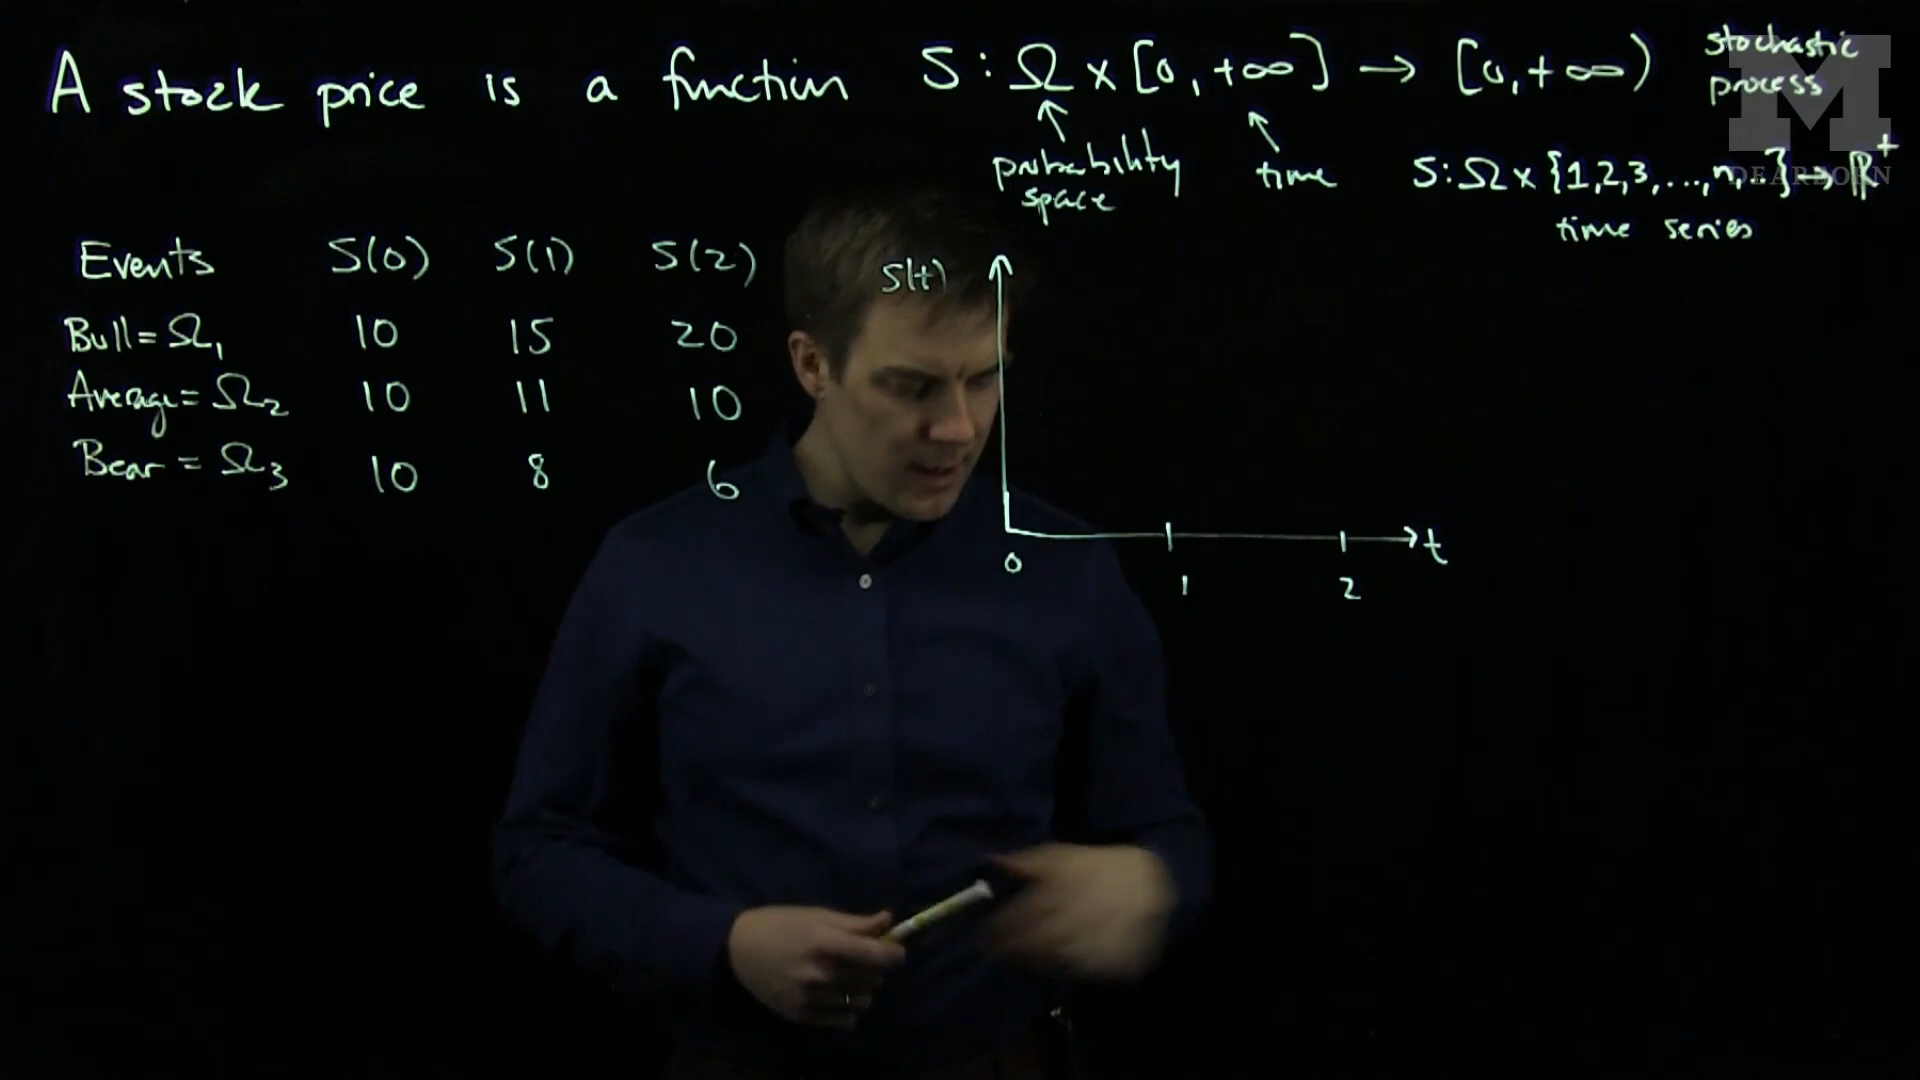 A stock price is a function S: Ω × [0, +∞] → [0, +∞) stochastic process
↑ probability space ↑ time S: Ω × {1,2,3,...,n,..} → ℝ⁺
time series
Events S(0) S(1) S(2)
Bull = Ω₁ 10 15 20
Average = Ω₂ 10 11 10
Bear = Ω₃ 10 8 6
S(t)
t
0 1 2
M
DEARBORN